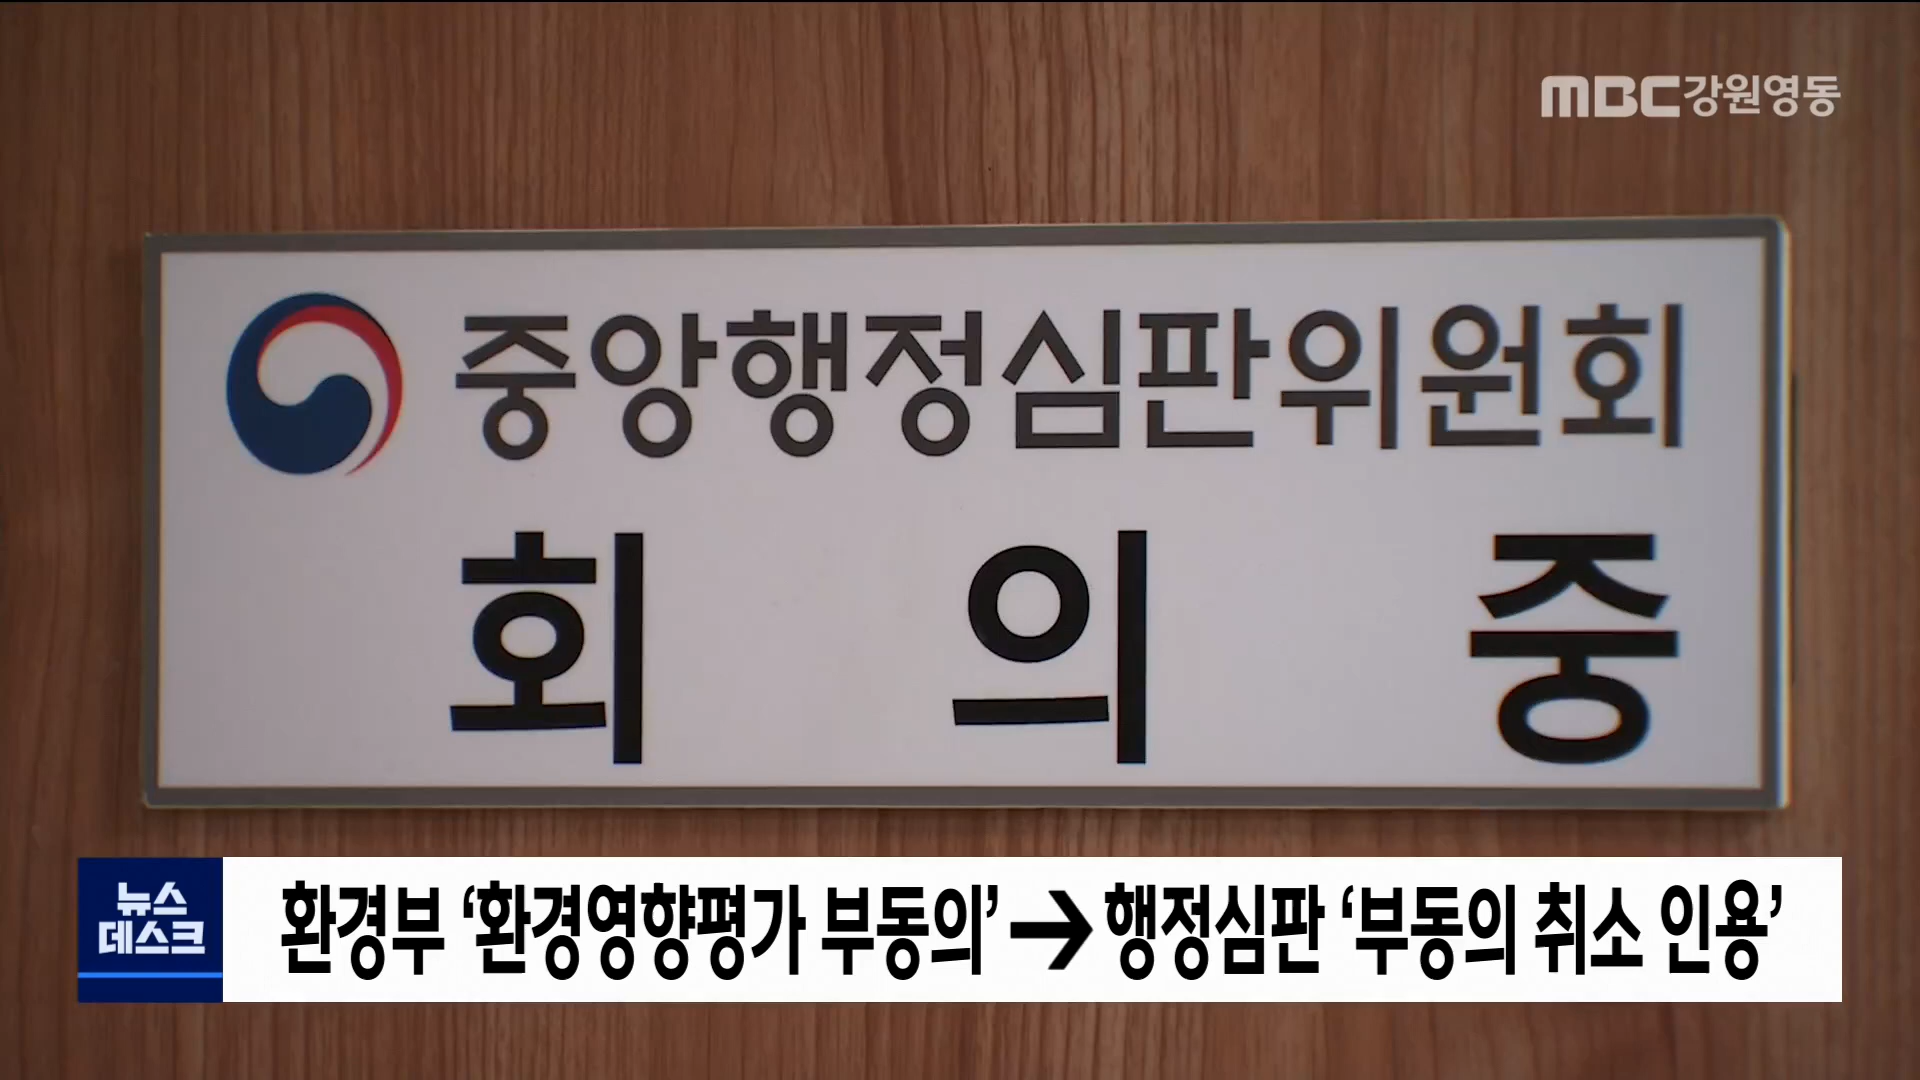 MBC강원영동
중앙행정심판위원회
회 의 중
뉴스
데스크
환경부 ‘환경영향평가 부동의’→행정심판 ‘부동의 취소 인용’